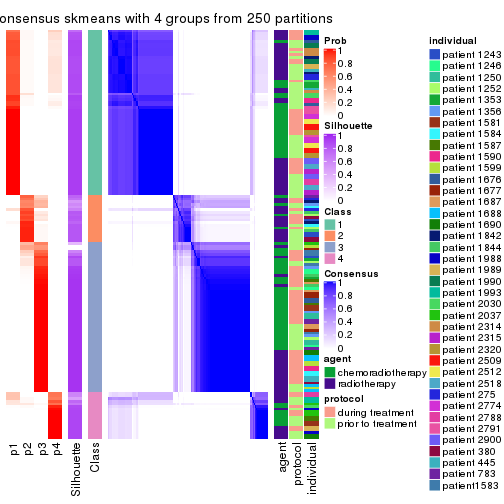 onsensus skmeans with 4 groups from 250 partitions
Prob
1
0.8
0.6
0.4
0.2
0
Silhouette
1
0.8
0.6
0.4
0.2
0
Class
1
2
3
4
Consensus
1
0.8
0.6
0.4
0.2
0
agent
chemoradiotherapy
radiotherapy
protocol
during treatment
prior to treatment
individual
patient 1243
patient 1246
patient 1250
patient 1252
patient 1353
patient 1356
patient 1581
patient 1584
patient 1587
patient 1590
patient 1599
patient 1676
patient 1677
patient 1687
patient 1688
patient 1690
patient 1842
patient 1844
patient 1988
patient 1989
patient 1990
patient 1993
patient 2030
patient 2037
patient 2314
patient 2315
patient 2320
patient 2509
patient 2512
patient 2518
patient 275
patient 2774
patient 2788
patient 2791
patient 2900
patient 380
patient 445
patient 783
patient1583
p1
p2
p3
p4
Silhouette
Class
agent
protocol
individual